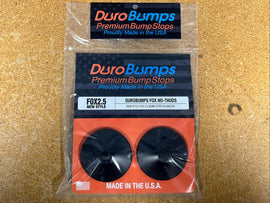 DuroBumps
Premium Bump Stops
Proudly Made in the USA
DuroBumps
Premium Bump Stops
Proudly Made in the USA
FOX2.5
NEW STYLE
DUROBUMPS FOX NO-THUDS
MADE IN THE U.S.A.